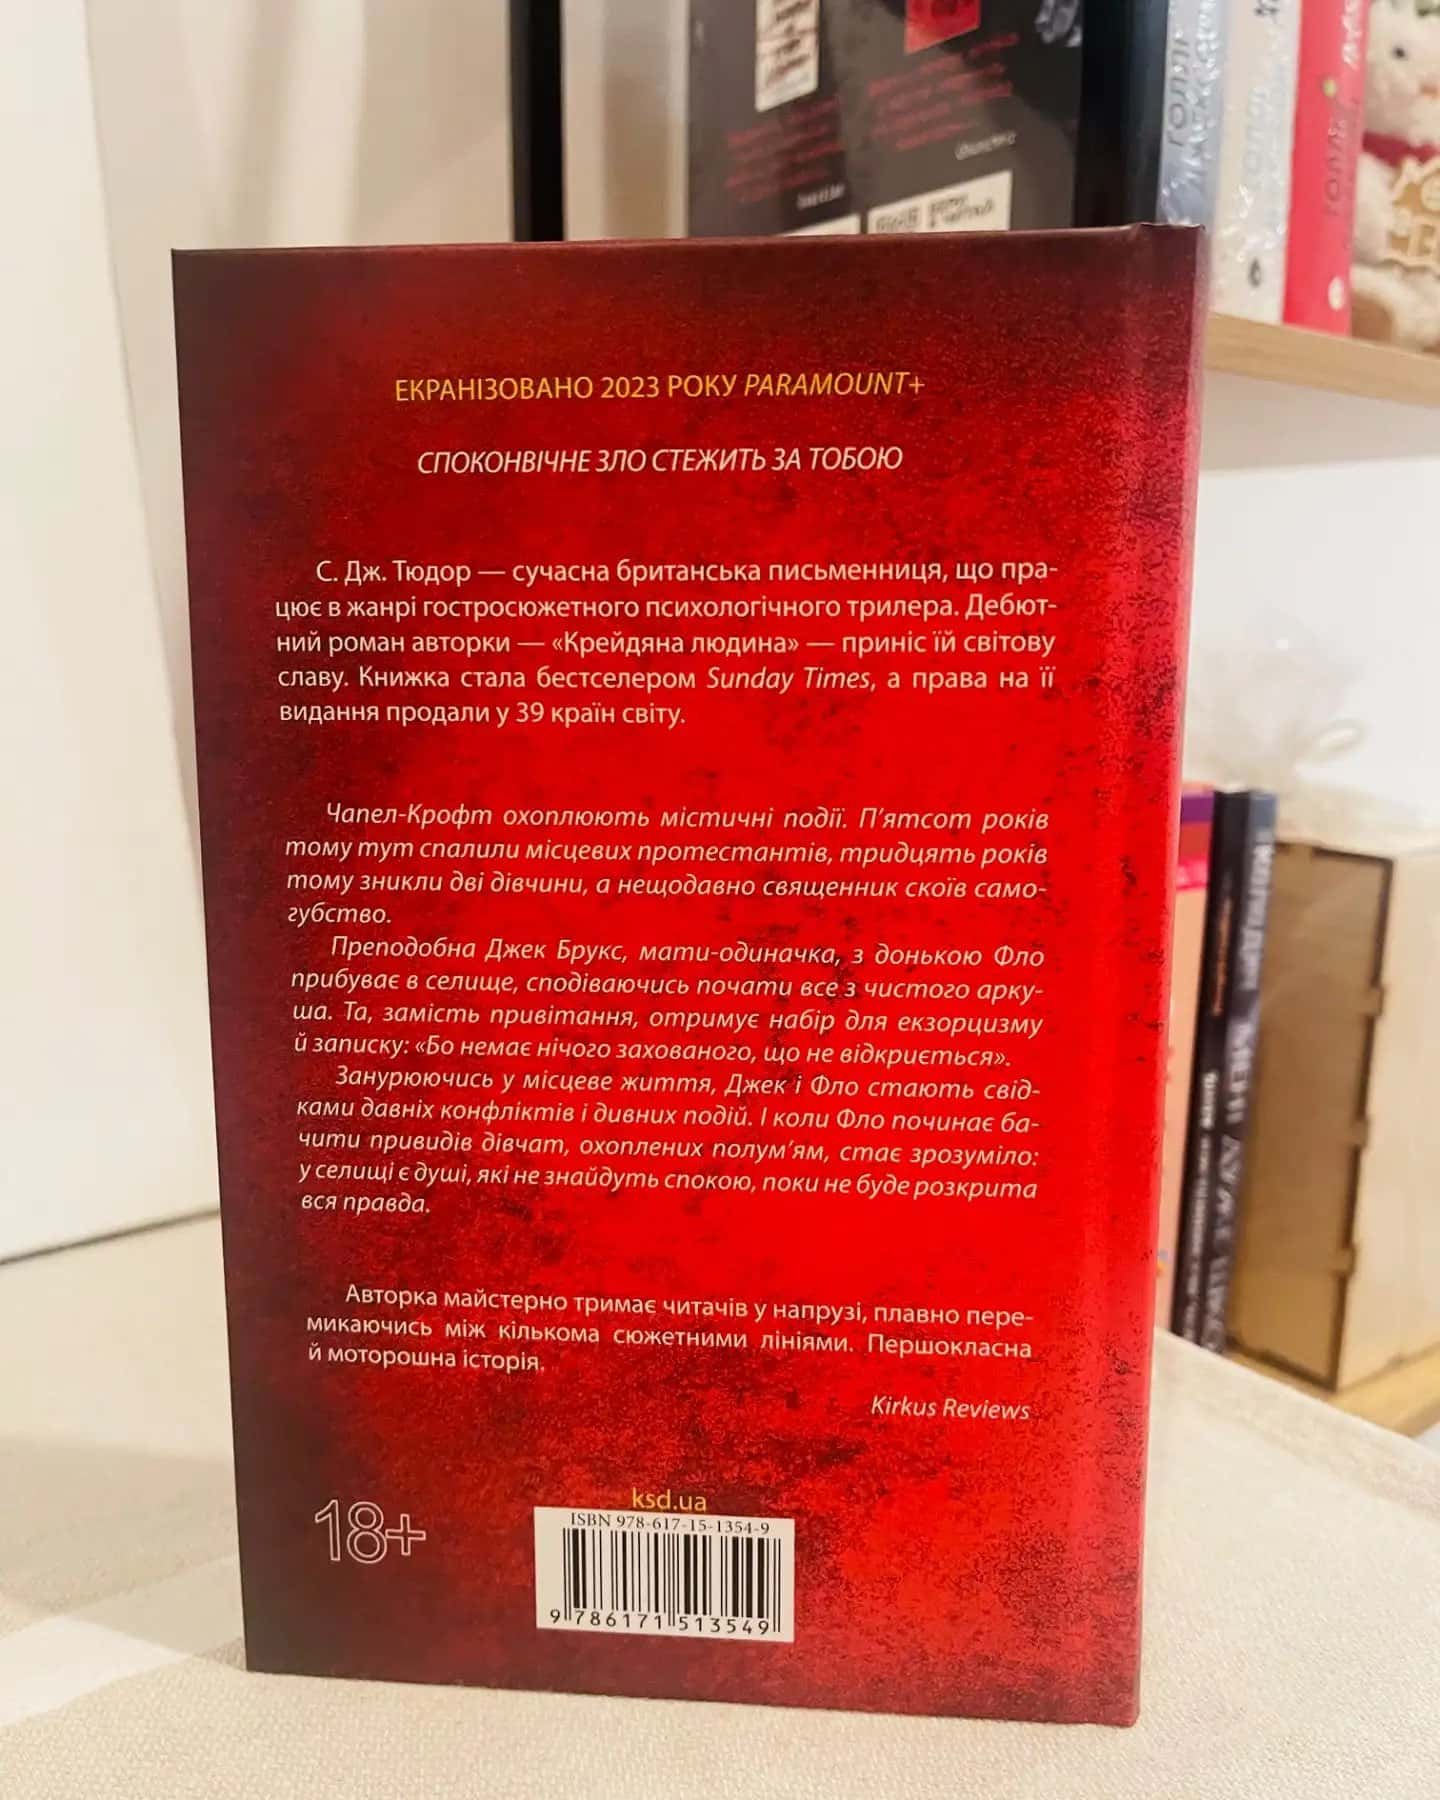 ЕКРАНІЗОВАНО 2023 РОКУ PARAMOUNT+
СПОКОНВІЧНЕ ЗЛО СТЕЖИТЬ ЗА ТОБОЮ
С. Дж. Тюдор — сучасна британська письменниця, що пра-
цює в жанрі гостросюжетного психологічного трилера. Дебют-
ний роман авторки — «Крейдяна людина» — приніс їй світову
славу. Книжка стала бестселером Sunday Times, а права на її
видання продали у 39 країн світу.
Чапел-Крофт охоплюють містичні події. П'ятсот років
тому тут спалили місцевих протестантів, тридцять років
тому зникли дві дівчини, а нещодавно священник скоїв само-
губство.
Преподобна Джек Брукс, мати-одиначка, з донькою Фло
прибуває в селище, сподіваючись почати все з чистого арку-
ша. Та, замість привітання, отримує набір для екзорцизму
й записку: «Бо немає нічого захованого, що не відкриється».
Занурюючись у місцеве життя, Джек і Фло стають свід-
ками давніх конфліктів і дивних подій. І коли Фло починає ба-
чити привидів дівчат, охоплених полум'ям, стає зрозуміло:
у селищі є душі, які не знайдуть спокою, поки не буде розкрита
вся правда.
Авторка майстерно тримає читачів у напрузі, плавно пере-
микаючись між кількома сюжетними лініями. Першокласна
й моторошна історія.
Kirkus Reviews
18+
ksd.ua
ISBN 978-617-15-1354-9
9 786171 513549